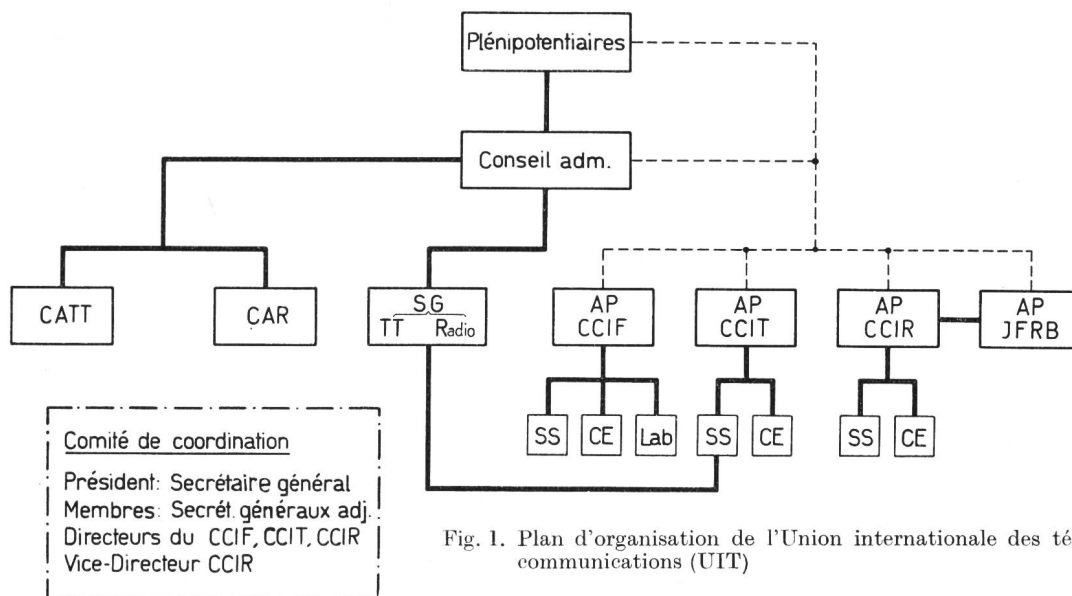 Plénipotentiaires
Conseil adm.
CATT
CAR
SG
TT Radio
AP
CCIF
AP
CCIT
AP
CCIR
AP
JFRB
SS
CE
Lab
SS
CE
SS
CE
Comité de coordination
Président: Secrétaire général
Membres: Secrét. généraux adj.
Directeurs du CCIF, CCIT, CCIR
Vice-Directeur CCIR
Fig. 1. Plan d'organisation de l'Union internationale des té
communications (UIT)